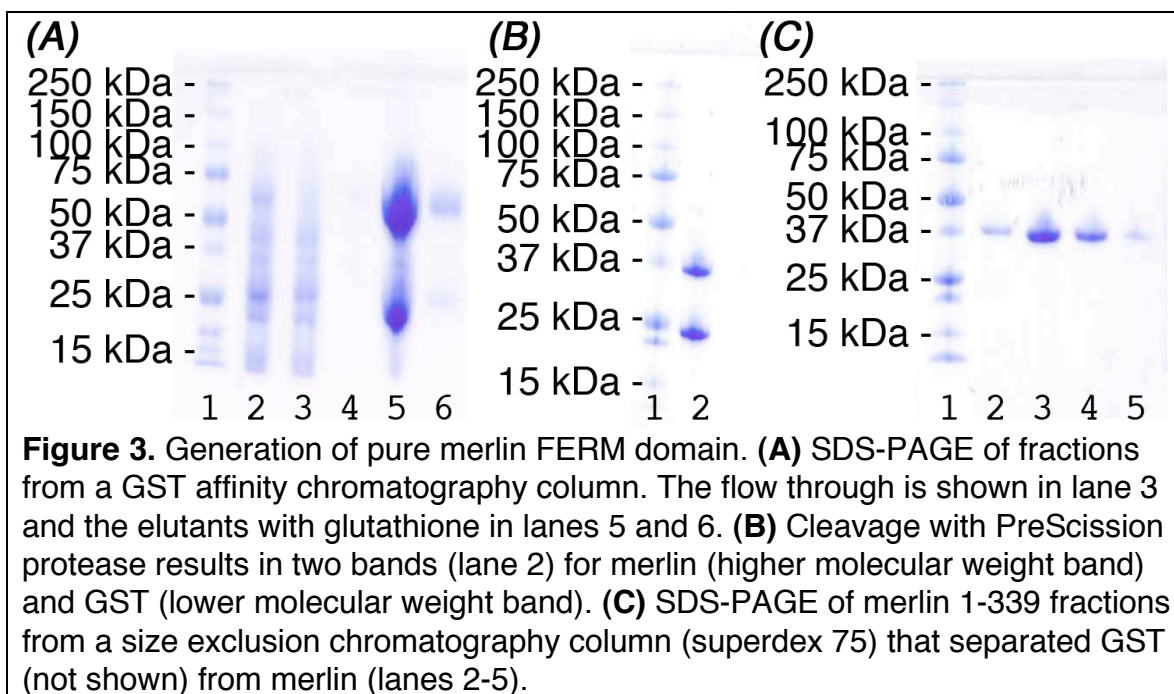 (A)
250 kDa -
150 kDa -
100 kDa -
75 kDa -
50 kDa -
37 kDa -
25 kDa -
15 kDa -
1 2 3 4 5 6
(B)
250 kDa -
150 kDa -
100 kDa -
75 kDa -
50 kDa -
37 kDa -
25 kDa -
15 kDa -
1 2
(C)
250 kDa -
100 kDa -
75 kDa -
50 kDa -
37 kDa -
25 kDa -
15 kDa -
1 2 3 4 5
Figure 3. Generation of pure merlin FERM domain. (A) SDS-PAGE of fractions
from a GST affinity chromatography column. The flow through is shown in lane 3
and the elutants with glutathione in lanes 5 and 6. (B) Cleavage with PreScission
protease results in two bands (lane 2) for merlin (higher molecular weight band)
and GST (lower molecular weight band). (C) SDS-PAGE of merlin 1-339 fractions
from a size exclusion chromatography column (superdex 75) that separated GST
(not shown) from merlin (lanes 2-5).